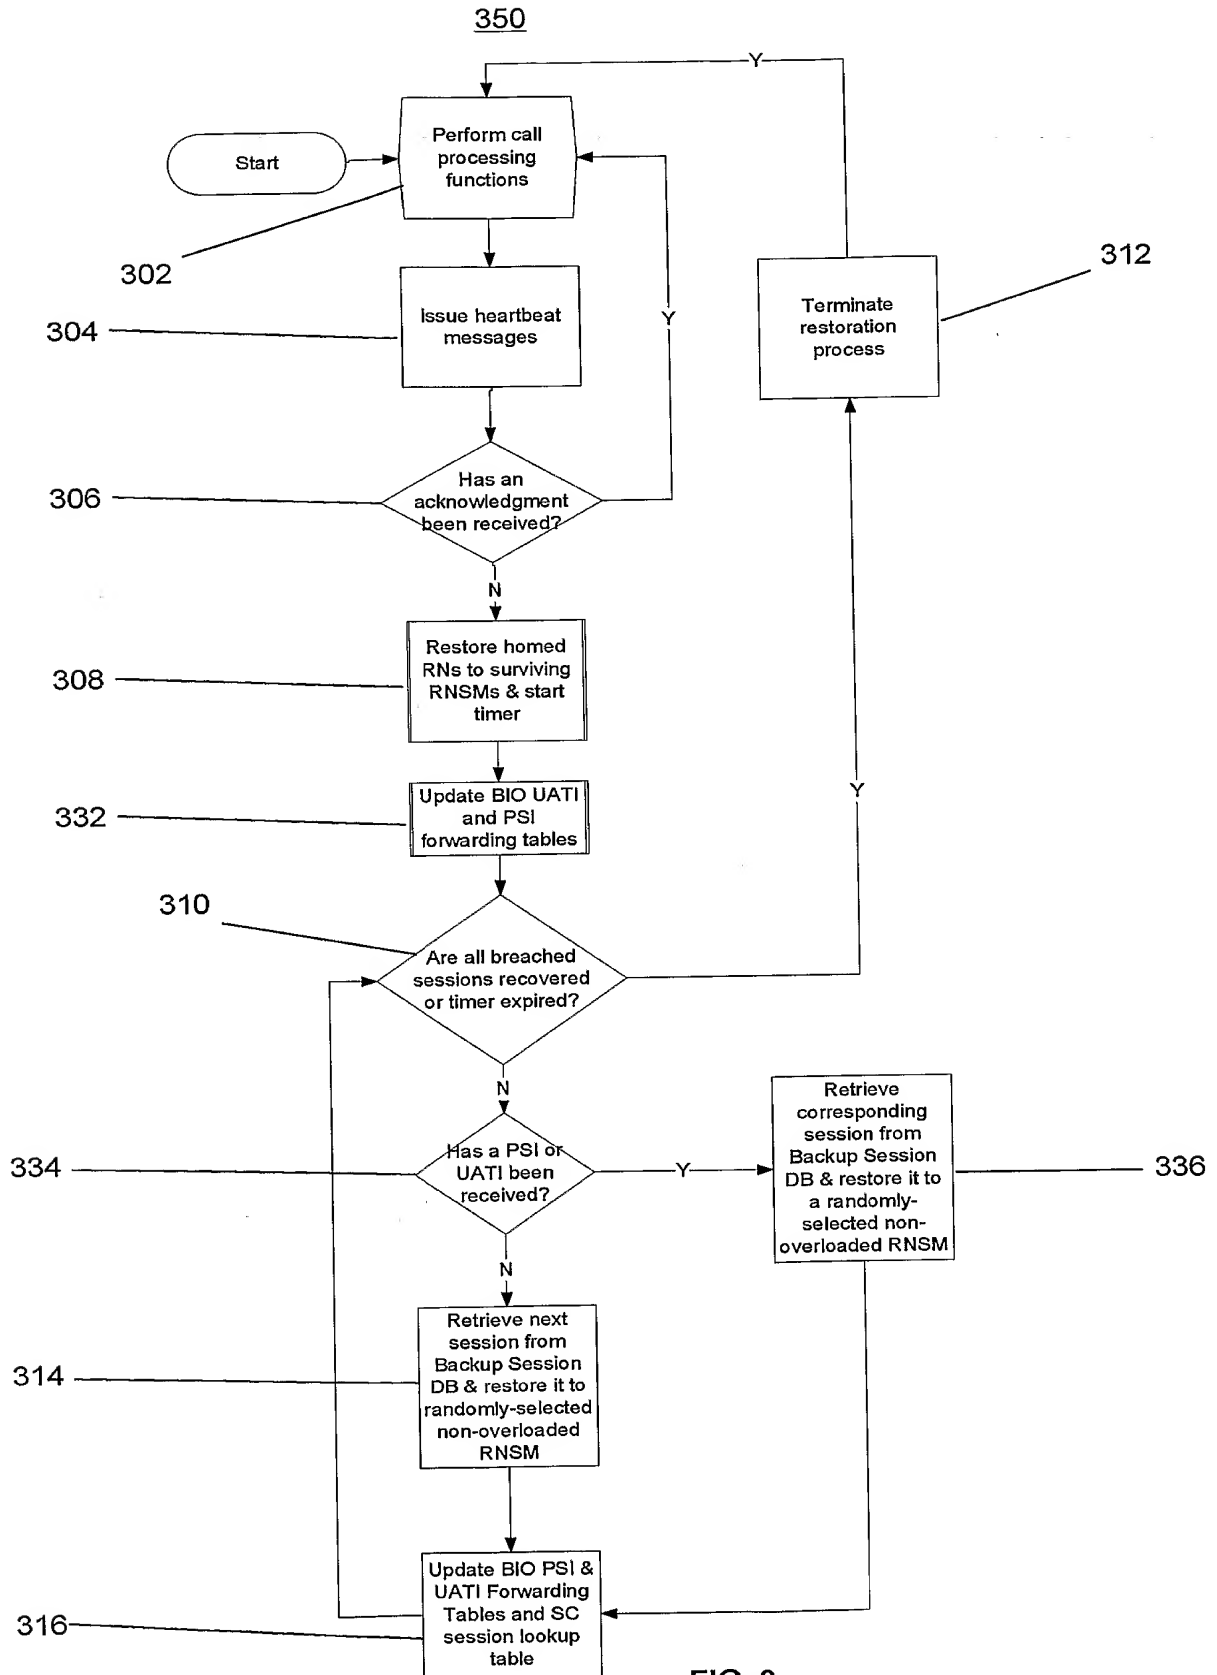 350
Y
Perform call
processing
functions
Start
302
312
Terminate
restoration
process
304
Issue heartbeat
messages
Y
306
Has an
acknowledgment
been received?
N
308
Restore homed
RNs to surviving
RNSMs & start
timer
332
Update BIO UATI
and PSI
forwarding tables
Y
310
Are all breached
sessions recovered
or timer expired?
N
334
Has a PSI or
UATI been
received?
Y
Retrieve
corresponding
session from
Backup Session
DB & restore it to
a randomly-
selected non-
overloaded RNSM
336
N
314
Retrieve next
session from
Backup Session
DB & restore it to
randomly-selected
non-overloaded
RNSM
316
Update BIO PSI &
UATI Forwarding
Tables and SC
session lookup
table